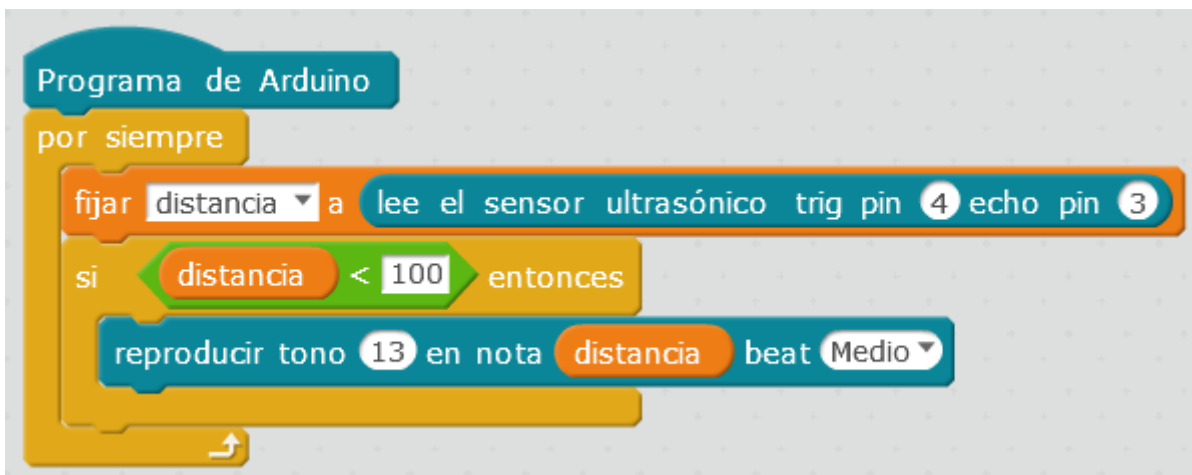 Programa de Arduino
por siempre
fijar distancia a lee el sensor ultrasónico trig pin 4 echo pin 3
si distancia < 100 entonces
reproducir tono 13 en nota distancia beat Medio